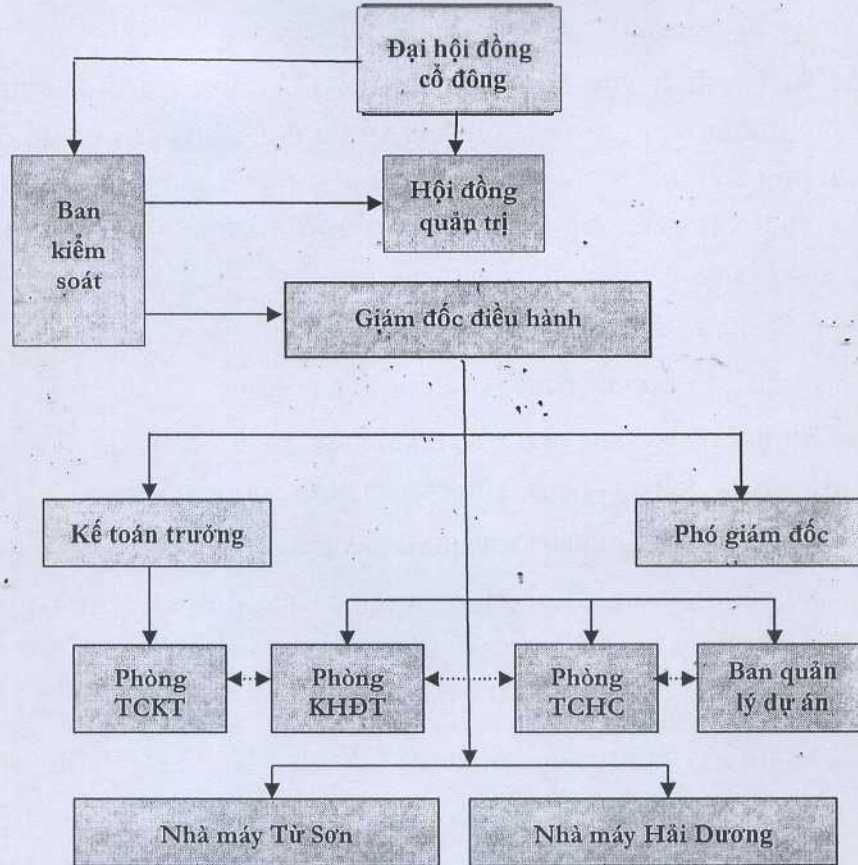 Đại hội đồng
cổ đông
Ban
kiểm
soát
Hội đồng
quản trị
Giám đốc điều hành
Kế toán trưởng
Phó giám đốc
Phòng
TCKT
Phòng
KHĐT
Phòng
TCHC
Ban quản
lý dự án
Nhà máy Từ Sơn
Nhà máy Hải Dương